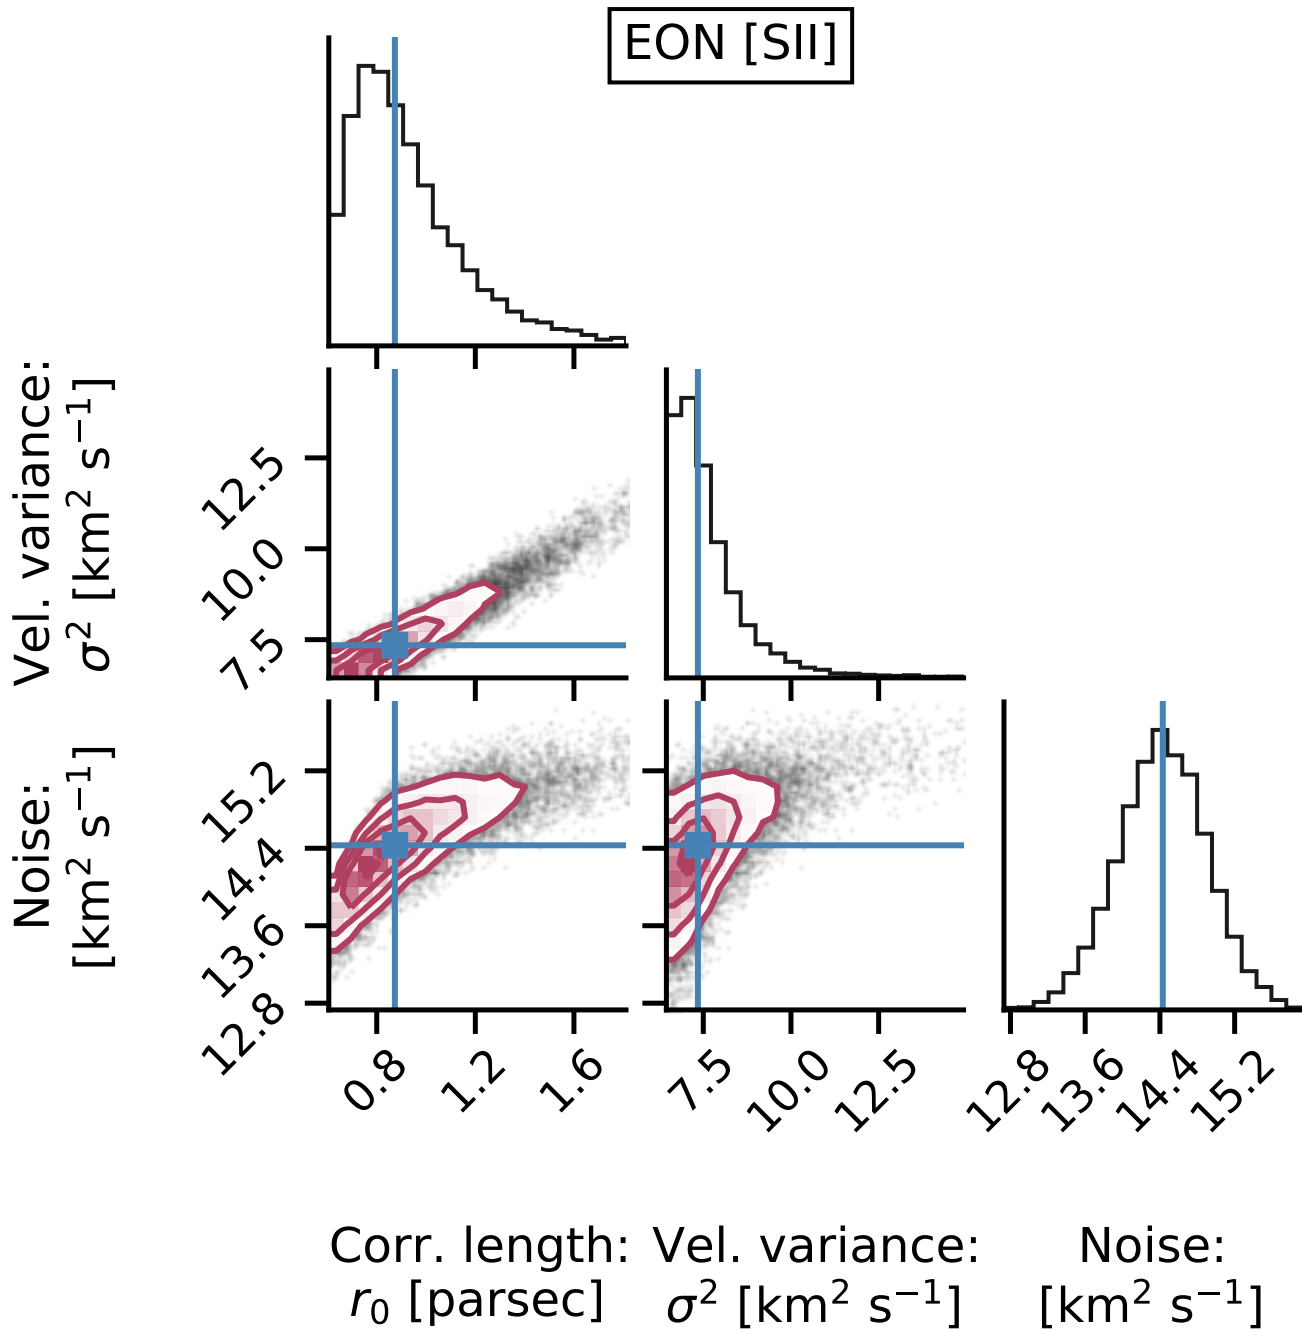 EON [SII]
Vel. variance:
σ² [km² s⁻¹]
12.5
10.0
7.5
Noise:
[km² s⁻¹]
15.2
14.4
13.6
12.8
0.8 1.2 1.6 7.5 10.0 12.5 12.8 13.6 14.4 15.2
Corr. length: Vel. variance: Noise:
r₀ [parsec] σ² [km² s⁻¹] [km² s⁻¹]